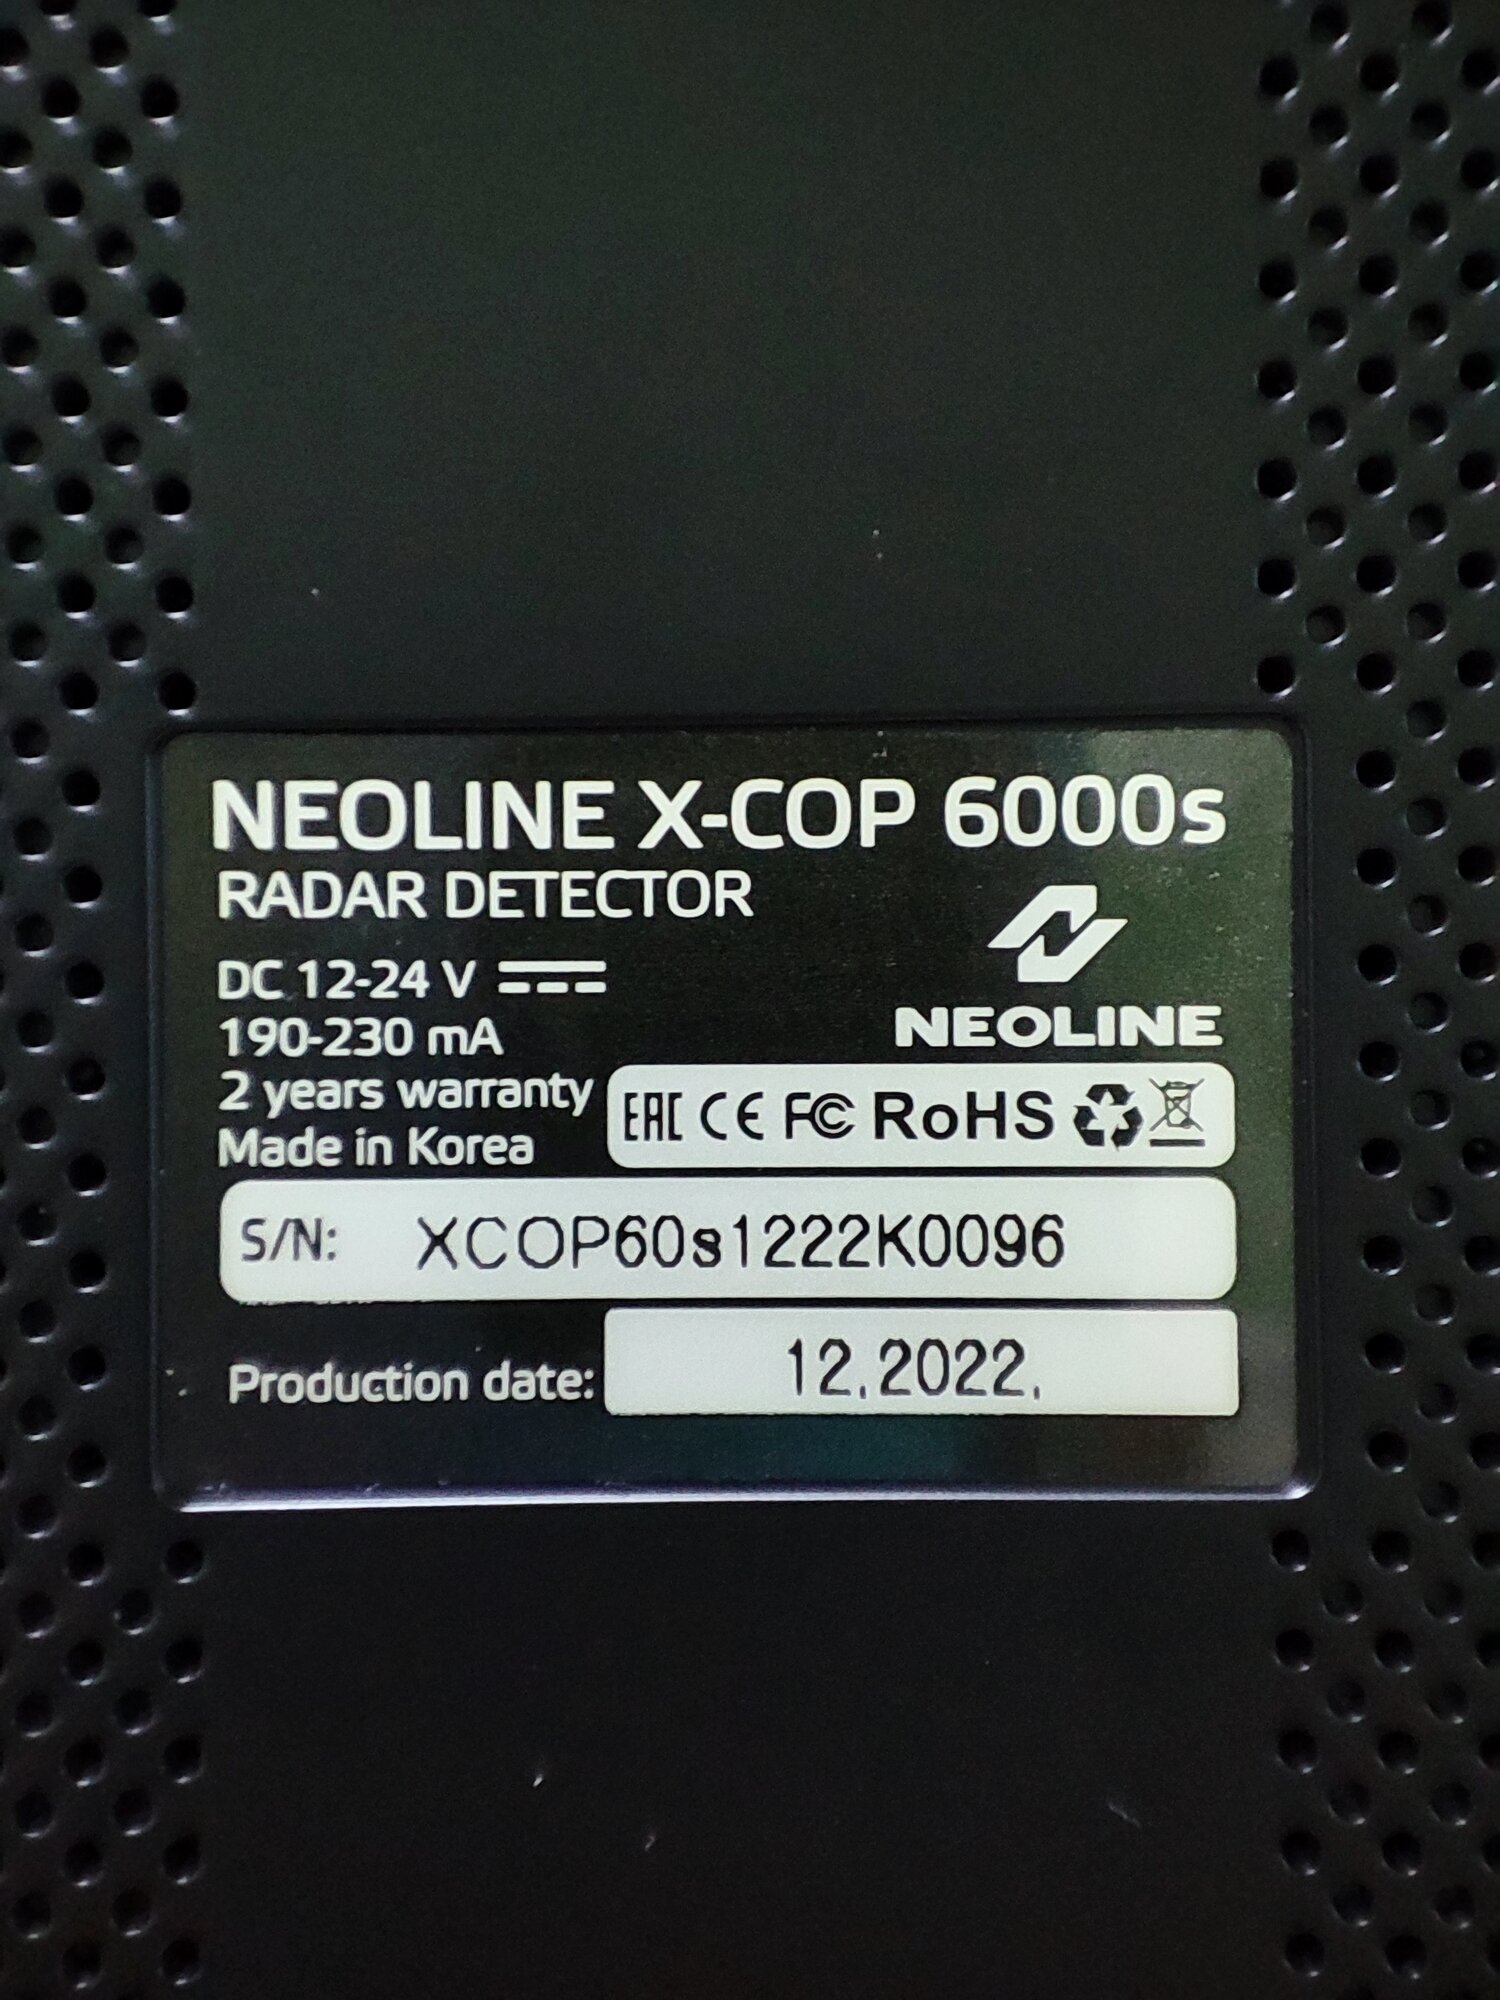 NEOLINE X-COP 6000s
RADAR DETECTOR
DC 12-24 V
190-230 mA
2 years warranty
Made in Korea
NEOLINE
EAC CE FC RoHS
S/N: XCOP60s1222K0096
Production date: 12.2022.